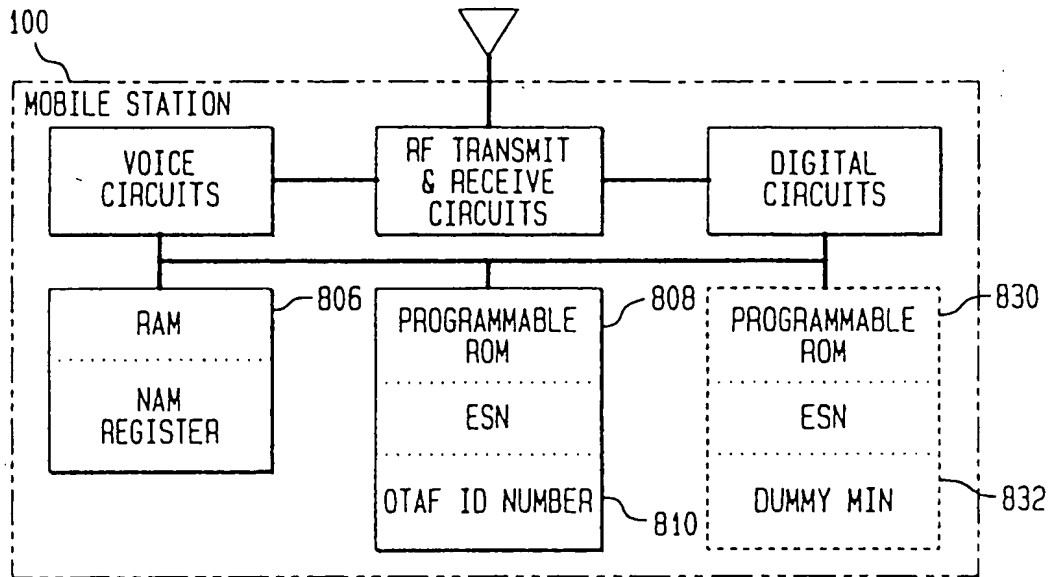 100
MOBILE STATION
VOICE
CIRCUITS
RF TRANSMIT
& RECEIVE
CIRCUITS
DIGITAL
CIRCUITS
806
RAM
NAM
REGISTER
808
PROGRAMMABLE
ROM
ESN
OTAF ID NUMBER
810
830
PROGRAMMABLE
ROM
ESN
DUMMY MIN
832